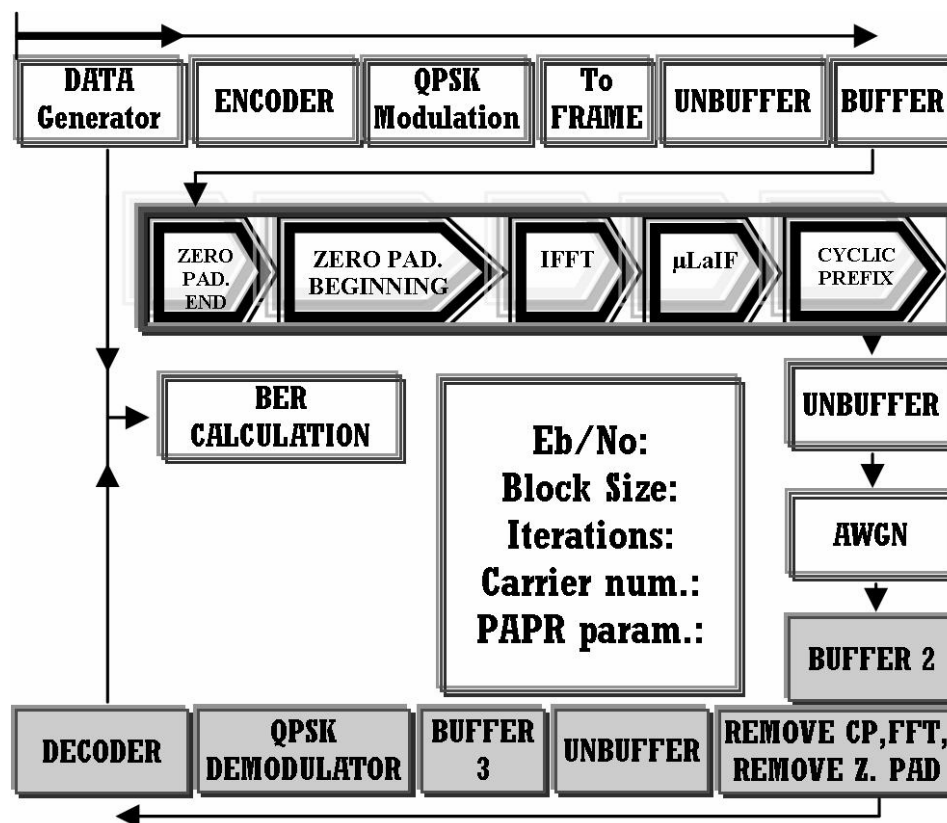 DATA
Generator
ENCODER
QPSK
Modulation
To
FRAME
UNBUFFER
BUFFER
ZERO
PAD.
END
ZERO PAD.
BEGINNING
IFFT
µLaIF
CYCLIC
PREFIX
BER
CALCULATION
UNBUFFER
Eb/No:
Block Size:
Iterations:
Carrier num.:
PAPR param.:
AWGN
BUFFER 2
DECODER
QPSK
DEMODULATOR
BUFFER
3
UNBUFFER
REMOVE CP,FFT,
REMOVE Z. PAD